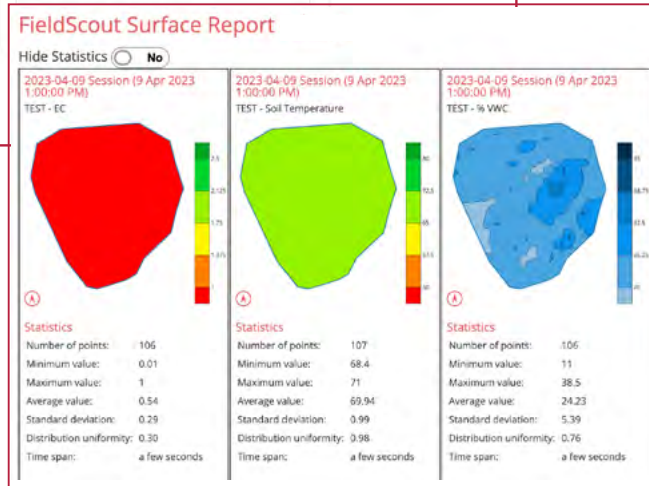 FieldScout Surface Report
Hide Statistics No
2023-04-09 Session (9 Apr 2023
1:00:00 PM)
TEST - EC
2.5
2.125
1.75
1.375
1
A
Statistics
Number of points: 106
Minimum value: 0.01
Maximum value: 1
Average value: 0.54
Standard deviation: 0.29
Distribution uniformity: 0.30
Time span: a few seconds
2023-04-09 Session (9 Apr 2023
1:00:00 PM)
TEST - Soil Temperature
80
72.5
65
57.5
50
A
Statistics
Number of points: 107
Minimum value: 68.4
Maximum value: 71
Average value: 69.94
Standard deviation: 0.99
Distribution uniformity: 0.98
Time span: a few seconds
2023-04-09 Session (9 Apr 2023
1:00:00 PM)
TEST - % VWC
A
Statistics
Number of points: 106
Minimum value: 11
Maximum value: 38.5
Average value: 24.23
Standard deviation: 5.39
Distribution uniformity: 0.76
Time span: a few seconds